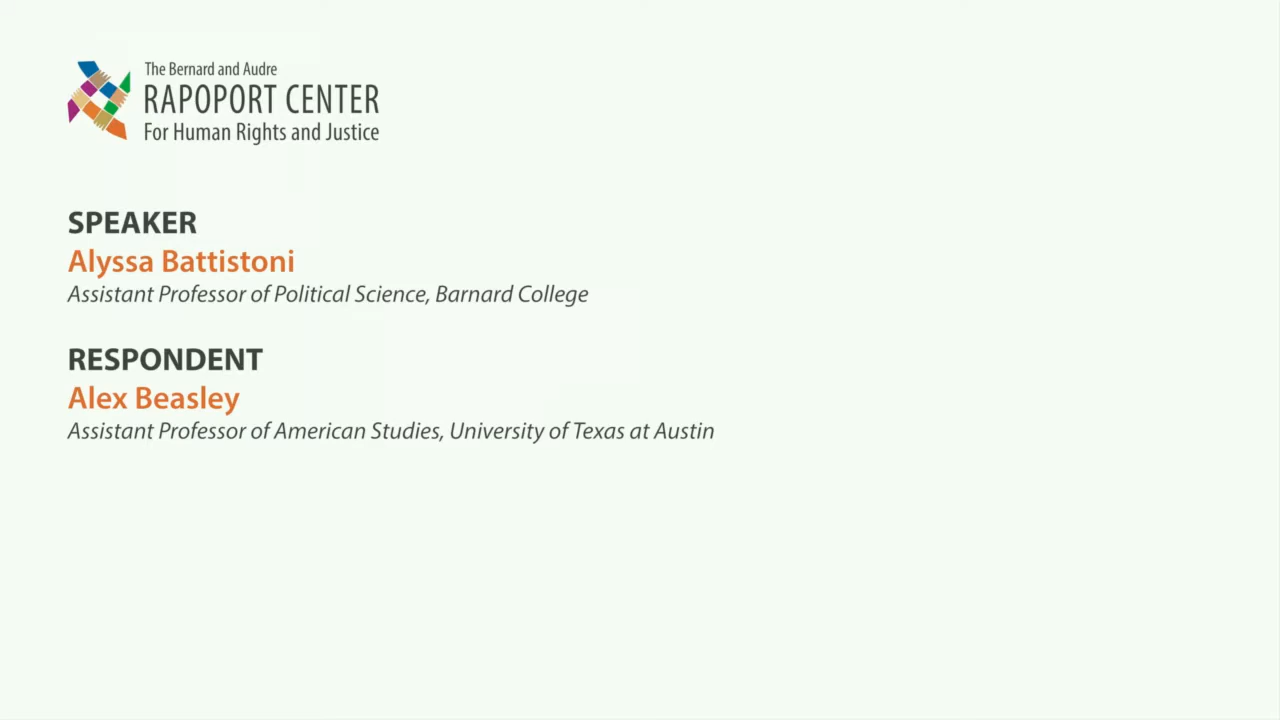 The Bernard and Audre
RAPOPORT CENTER
For Human Rights and Justice
SPEAKER
Alyssa Battistoni
Assistant Professor of Political Science, Barnard College
RESPONDENT
Alex Beasley
Assistant Professor of American Studies, University of Texas at Austin